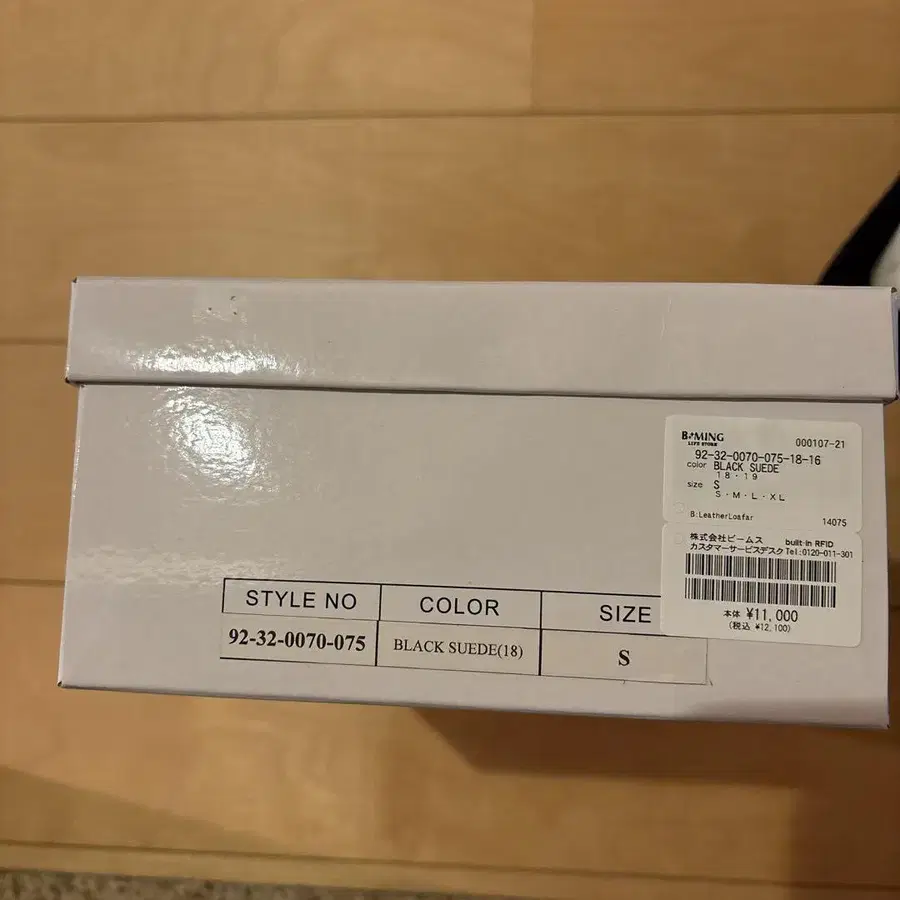 B:MING
LIFE STORE
000107-21
92-32-0070-075-18-16
color BLACK SUEDE
18・19
size S
S・M・L・XL
B:LeatherLoafar
14075
株式会社ビームス built-in RFID
カスタマーサービスデスク Tel:0120-011-301
本体 ¥11,000
(税込 ¥12,100)
STYLE NO COLOR SIZE
92-32-0070-075 BLACK SUEDE(18) S